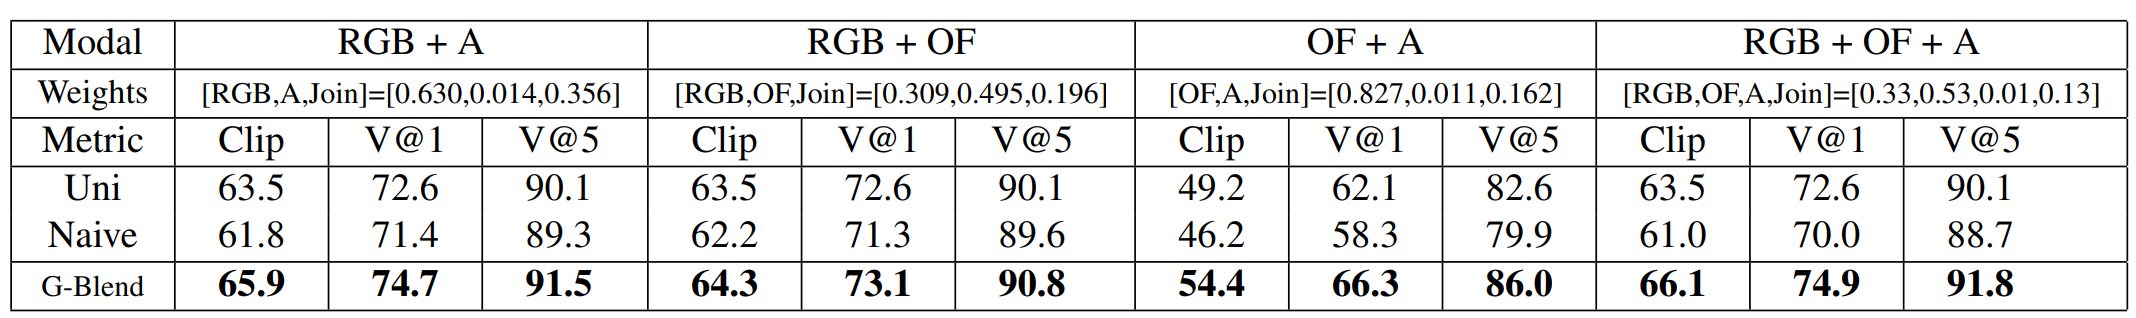 Modal RGB + A RGB + OF OF + A RGB + OF + A
Weights [RGB,A,Join]=[0.630,0.014,0.356] [RGB,OF,Join]=[0.309,0.495,0.196] [OF,A,Join]=[0.827,0.011,0.162] [RGB,OF,A,Join]=[0.33,0.53,0.01,0.13]
Metric Clip V@1 V@5 Clip V@1 V@5 Clip V@1 V@5 Clip V@1 V@5
Uni 63.5 72.6 90.1 63.5 72.6 90.1 49.2 62.1 82.6 63.5 72.6 90.1
Naive 61.8 71.4 89.3 62.2 71.3 89.6 46.2 58.3 79.9 61.0 70.0 88.7
G-Blend 65.9 74.7 91.5 64.3 73.1 90.8 54.4 66.3 86.0 66.1 74.9 91.8